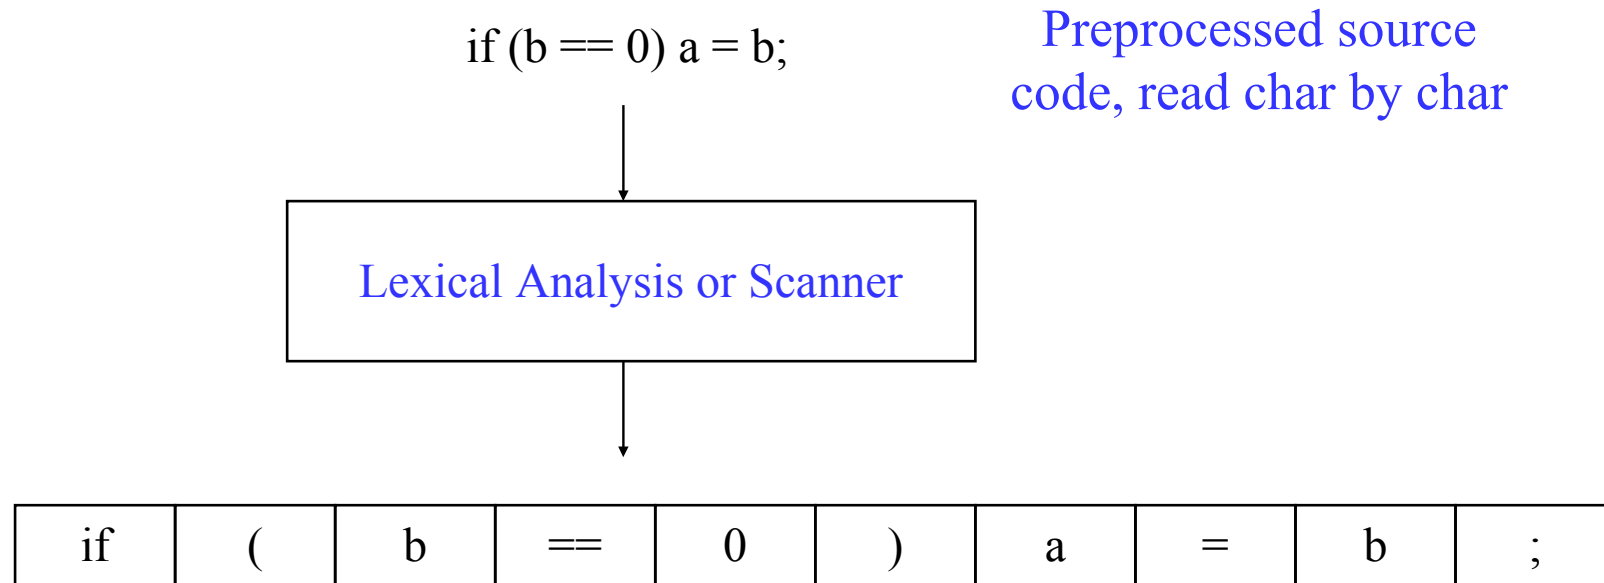 if (b == 0) a = b;
Preprocessed source
code, read char by char
Lexical Analysis or Scanner
if ( b == 0 ) a = b ;